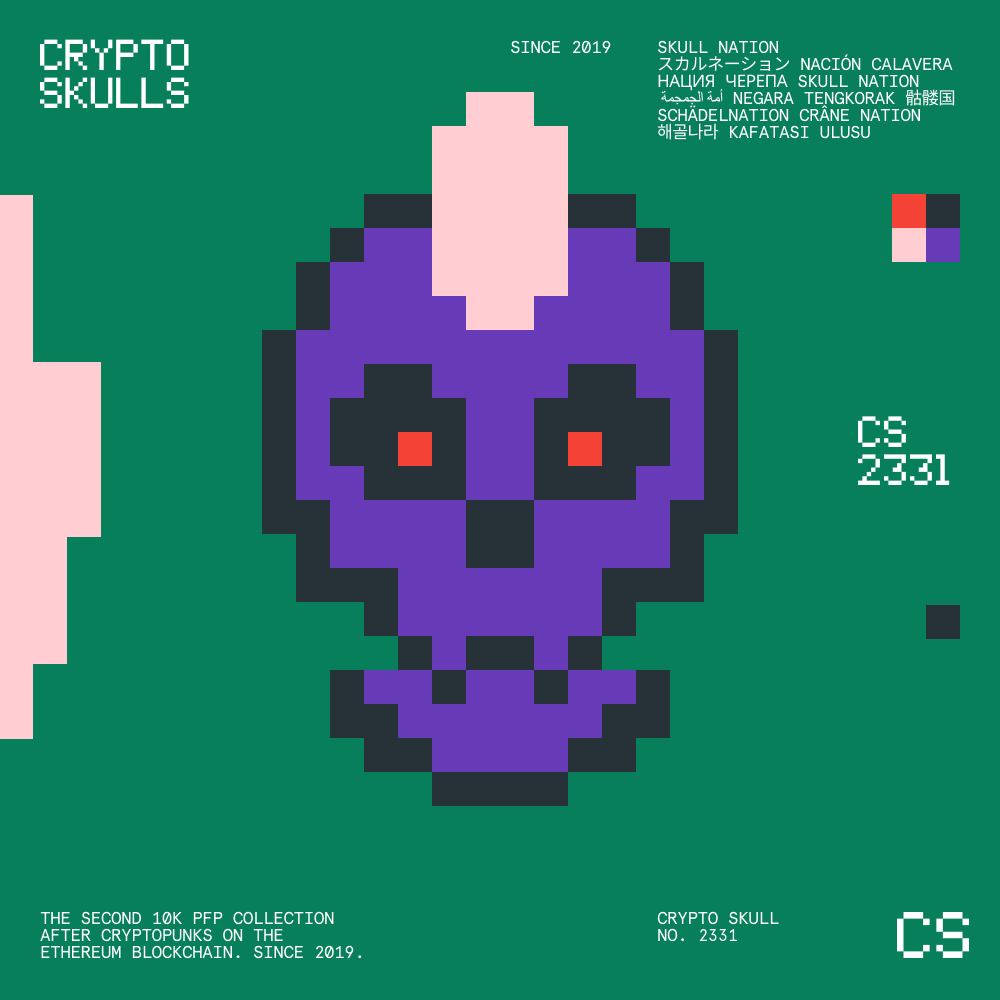 CRYPTO
SKULLS
SINCE 2019
SKULL NATION
スカルネーション NACIÓN CALAVERA
НАЦИЯ ЧЕРЕПА SKULL NATION
أمة الجمجمة NEGARA TENGKORAK 骷髅国
SCHÄDELNATION CRÂNE NATION
해골나라 KAFATASI ULUSU
CS
2331
THE SECOND 10K PFP COLLECTION
AFTER CRYPTOPUNKS ON THE
ETHEREUM BLOCKCHAIN. SINCE 2019.
CRYPTO SKULL
NO. 2331
CS